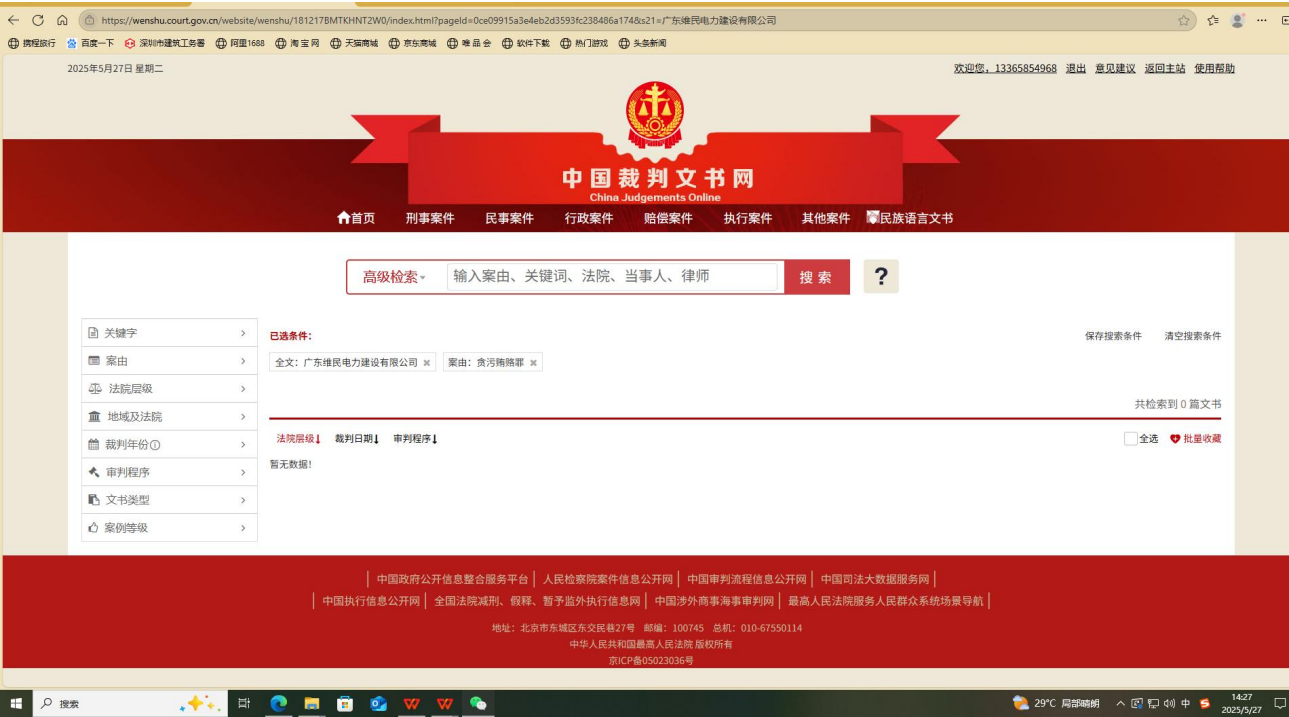 https://wenshu.court.gov.cn/website/wenshu/181217BMTKHNT2W0/index.html?pageId=0ce09915a3e4eb2d3593fc238486a174&s21=广东维民电力建设有限公司
携程旅行 百度一下 深圳市建筑工务署 阿里1688 淘宝网 天猫商城 京东商城 唯品会 软件下载 热门游戏 头条新闻
2025年5月27日 星期二
欢迎您，13365854968 退出 意见建议 返回主站 使用帮助
中国裁判文书网
China Judgements Online
首页 刑事案件 民事案件 行政案件 赔偿案件 执行案件 其他案件 民族语言文书
高级检索 输入案由、关键词、法院、当事人、律师 搜索 ?
关键字
案由
法院层级
地域及法院
裁判年份
审判程序
文书类型
案例等级
已选条件：
保存搜索条件 清空搜索条件
全文：广东维民电力建设有限公司 案由：贪污贿赂罪
共检索到 0 篇文书
法院层级 裁判日期 审判程序
全选 批量收藏
暂无数据！
中国政府公开信息整合服务平台 人民检察院案件信息公开网 中国审判流程信息公开网 中国司法大数据服务网
中国执行信息公开网 全国法院减刑、假释、暂予监外执行信息网 中国涉外商事海事审判网 最高人民法院服务人民群众系统场景导航
地址：北京市东城区东交民巷27号 邮编：100745 总机：010-67550114
中华人民共和国最高人民法院 版权所有
京ICP备05023036号
搜索
29°C 局部晴朗
中
14:27
2025/5/27